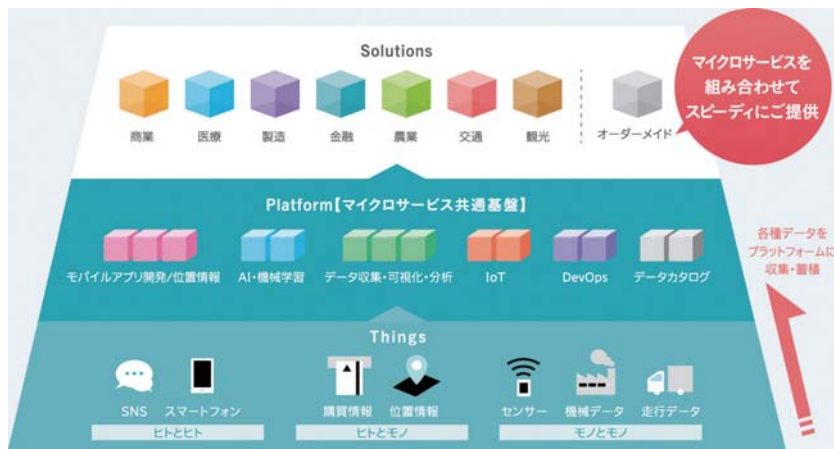 Solutions
商業
医療
製造
金融
農業
交通
観光
オーダーメイド
マイクロサービスを
組み合わせて
スピーディにご提供
Platform【マイクロサービス共通基盤】
モバイルアプリ開発/位置情報
AI・機械学習
データ収集・可視化・分析
IoT
DevOps
データカタログ
各種データを
プラットフォームに
収集・蓄積
Things
SNS
スマートフォン
購買情報
位置情報
センサー
機械データ
走行データ
ヒトとヒト
ヒトとモノ
モノとモノ